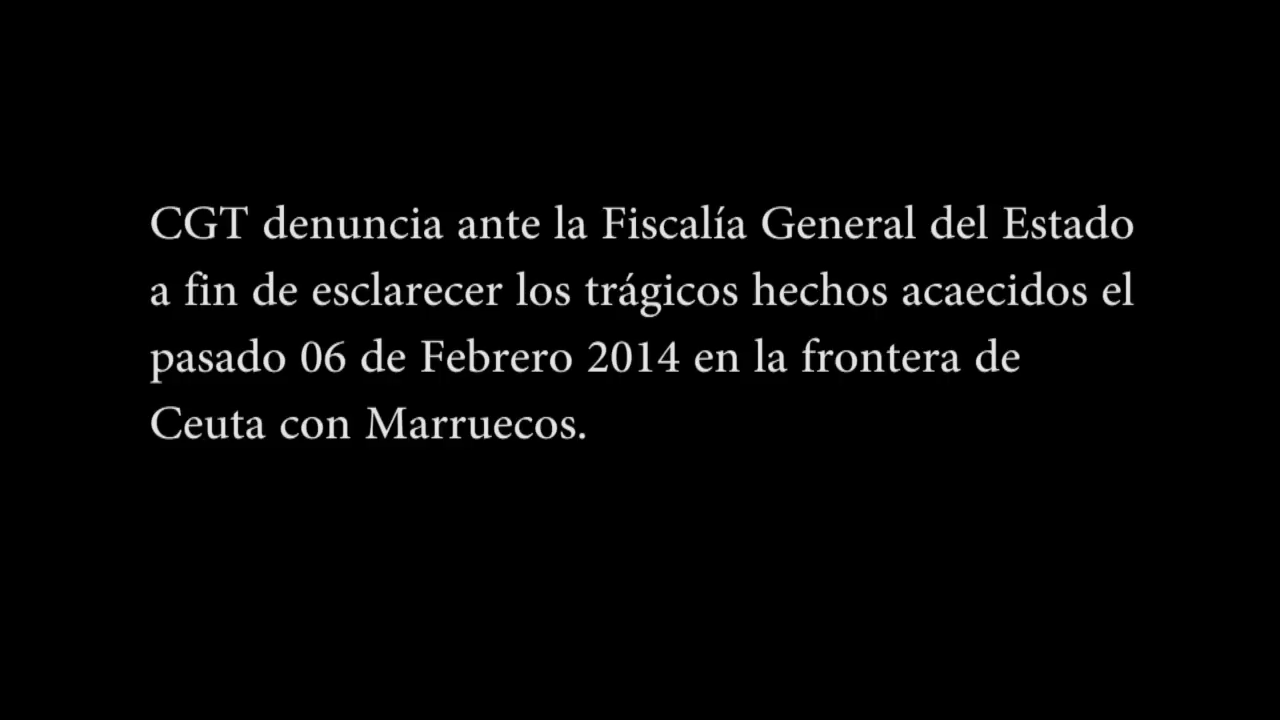 CGT denuncia ante la Fiscalía General del Estado
a fin de esclarecer los trágicos hechos acaecidos el
pasado 06 de Febrero 2014 en la frontera de
Ceuta con Marruecos.